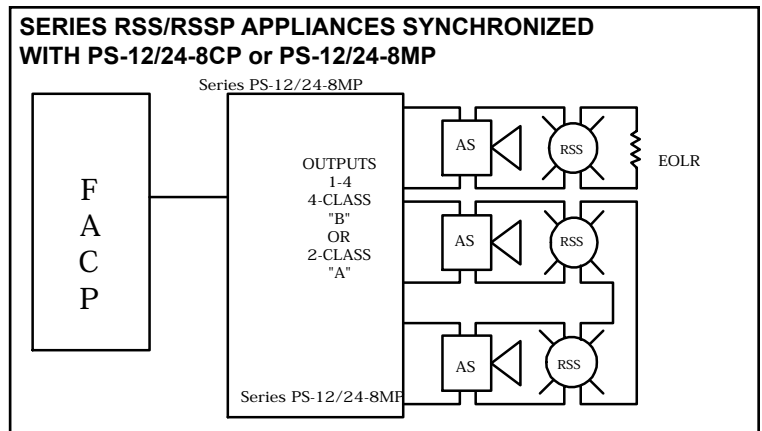 SERIES RSS/RSSP APPLIANCES SYNCHRONIZED
WITH PS-12/24-8CP or PS-12/24-8MP
Series PS-12/24-8MP
F
A
C
P
OUTPUTS
1-4
4-CLASS
"B"
OR
2-CLASS
"A"
Series PS-12/24-8MP
AS
RSS
EOLR
AS
RSS
AS
RSS